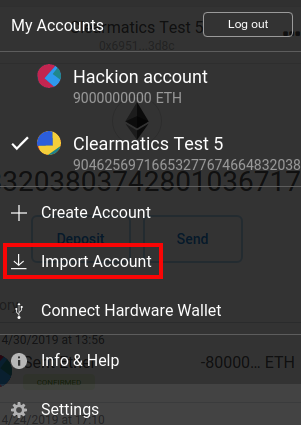 My Accounts
Log out
Clearmatics Test 5
0x6951...3d8c
Hackion account
9000000000 ETH
Clearmatics Test 5
90462569716653277674664832038
3203803742801036717
Create Account
Deposit
Send
Import Account
Connect Hardware Wallet
4/30/2019 at 13:56
Info & Help
-80000... ETH
CONFIRMED
Settings
4/24/2019 at 17:10